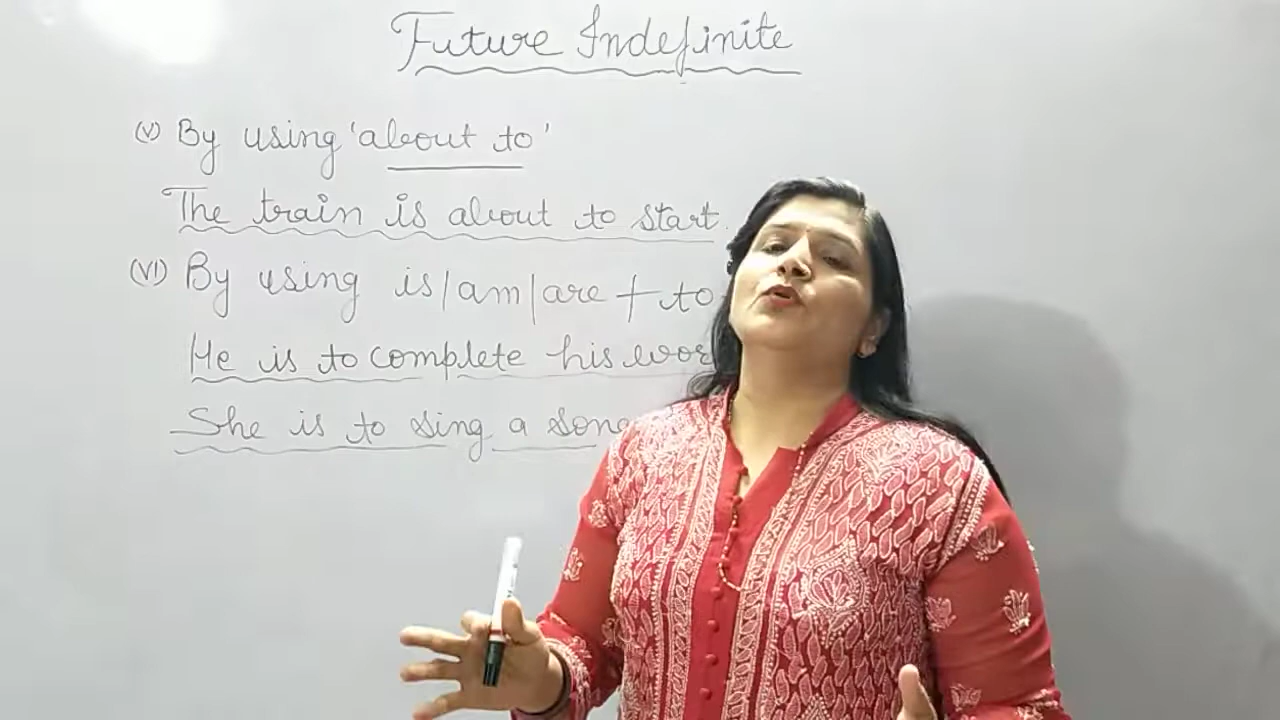 Future Indefinite
(V) By using 'about to'
The train is about to start.
(VI) By using is/am/are + to
He is to complete his
She is to sing a